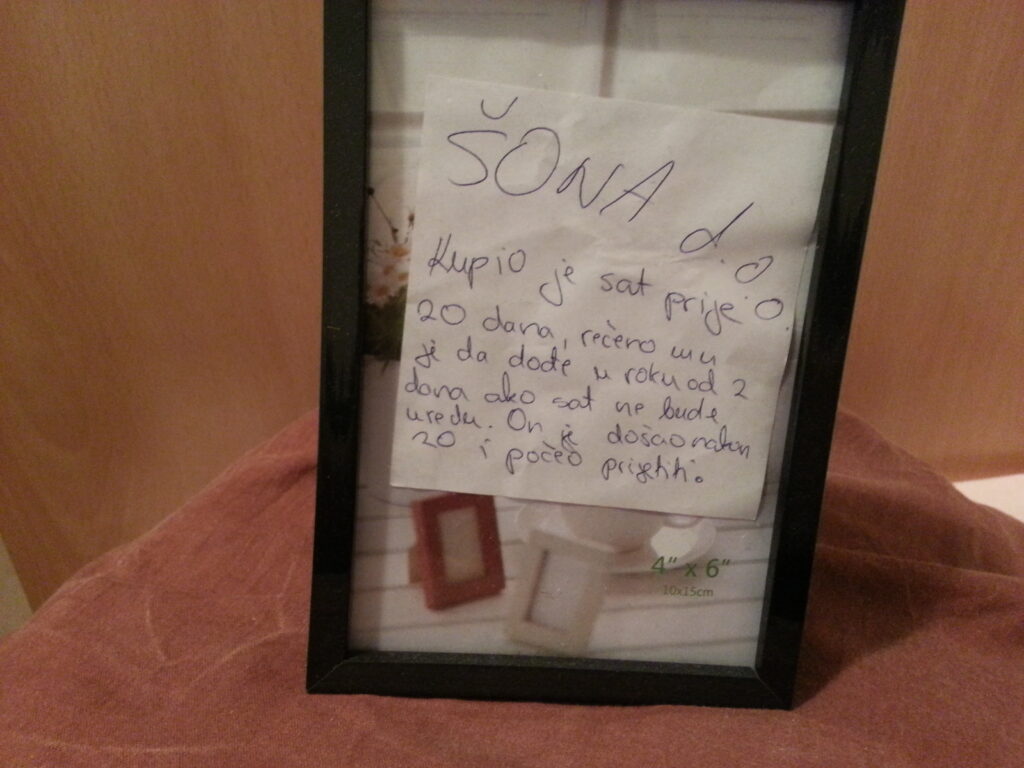 ŠONA d.o.o.
Kupio je sat prije
20 dana, rečeno mu
je da dođe u roku od 2
dana ako sat ne bude
uredu. On je došao nakon
20 i počeo prijetiti.
4" x 6"
10x15cm